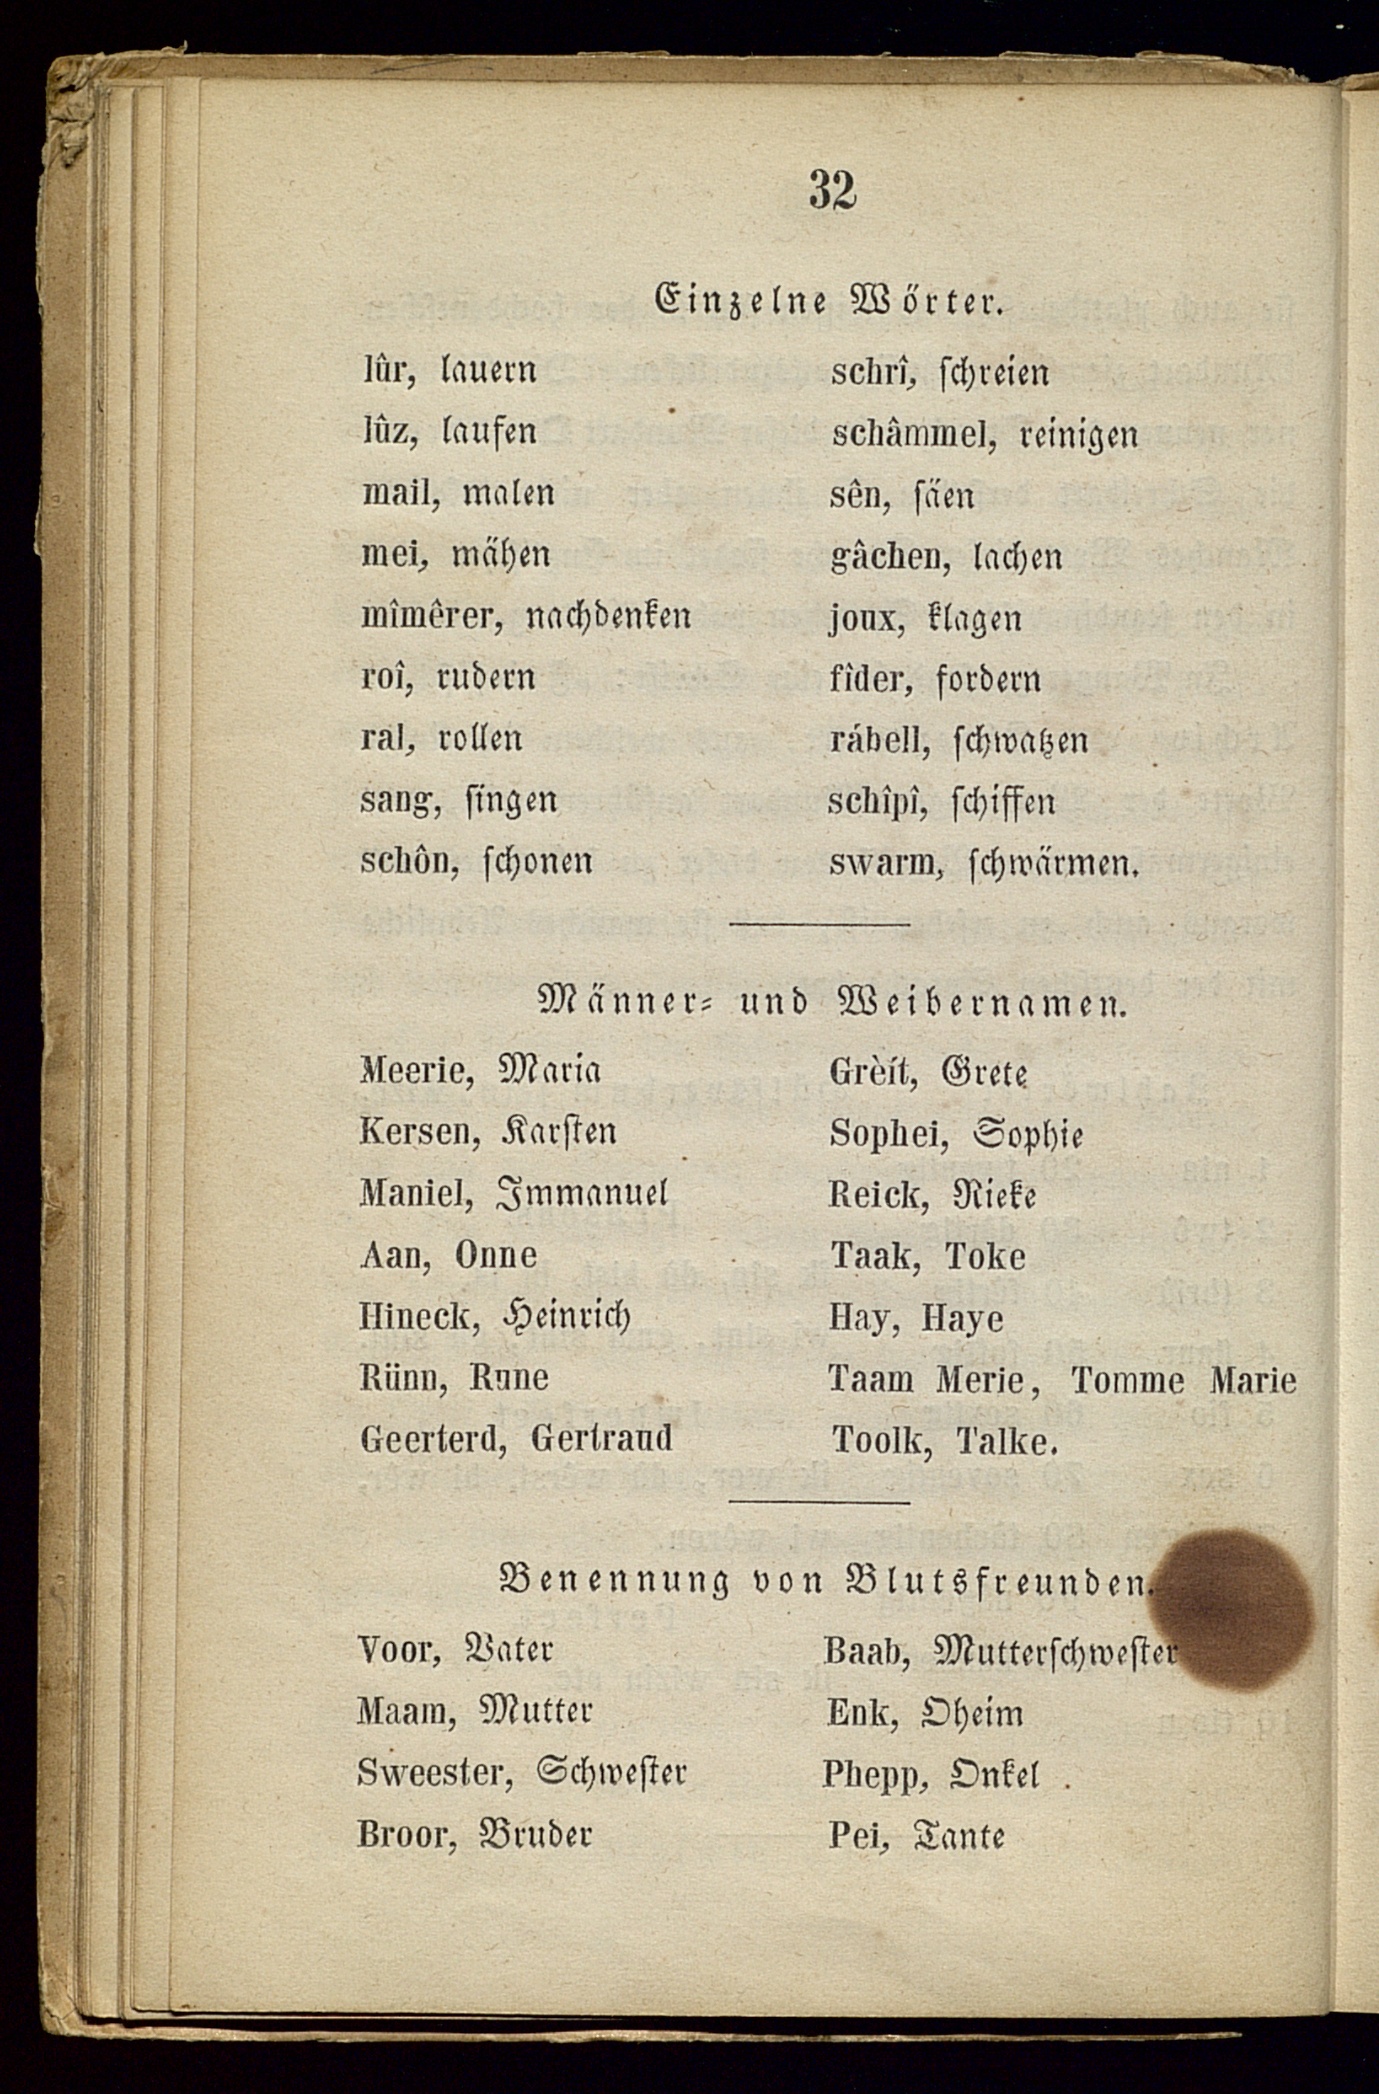 32
Einzelne Wörter.
lûr, lauern
lûz, laufen
mail, malen
mei, mähen
mîmêrer, nachdenken
roî, rudern
ral, rollen
sang, singen
schôn, schonen
schrî, schreien
schâmmel, reinigen
sên, säen
gâchen, lachen
joux, klagen
fîder, fordern
rábell, schwatzen
schîpî, schiffen
swarm, schwärmen.
Männer- und Weibernamen.
Meerie, Maria
Kersen, Karsten
Maniel, Immanuel
Aan, Onne
Hineck, Heinrich
Rünn, Rune
Geerterd, Gertraud
Grèít, Grete
Sophei, Sophie
Reick, Rieke
Taak, Toke
Hay, Haye
Taam Merie, Tomme Marie
Toolk, Talke.
Benennung von Blutsfreunden.
Voor, Vater
Maam, Mutter
Sweester, Schwester
Broor, Bruder
Baab, Mutterschwester
Enk, Oheim
Phepp, Onkel
Pei, Tante